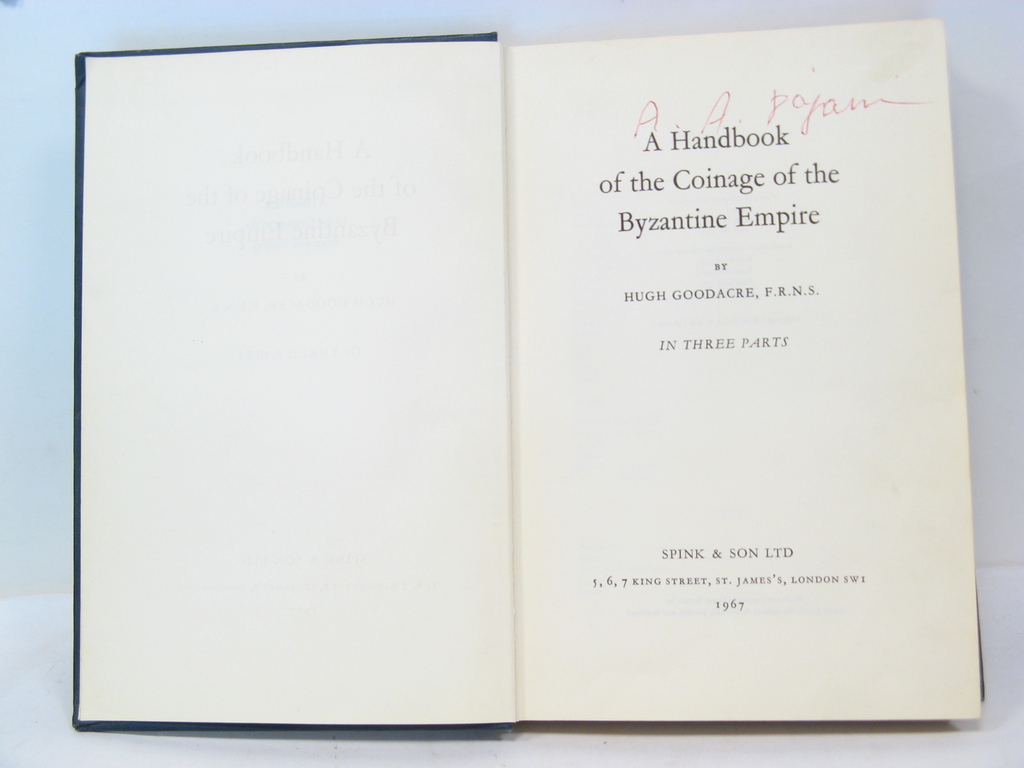 A. A.
A Handbook
of the Coinage of the
Byzantine Empire
BY
HUGH GOODACRE, F.R.N.S.
IN THREE PARTS
SPINK & SON LTD
5, 6, 7 KING STREET, ST. JAMES'S, LONDON SW1
1967